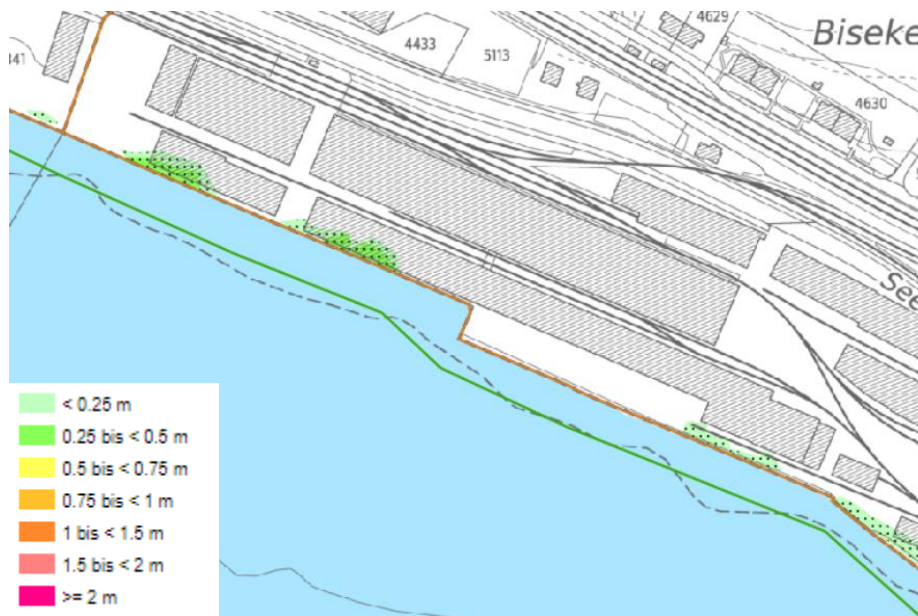 4629
Biseke
341
4433
5113
4630
See
< 0.25 m
0.25 bis < 0.5 m
0.5 bis < 0.75 m
0.75 bis < 1 m
1 bis < 1.5 m
1.5 bis < 2 m
>= 2 m